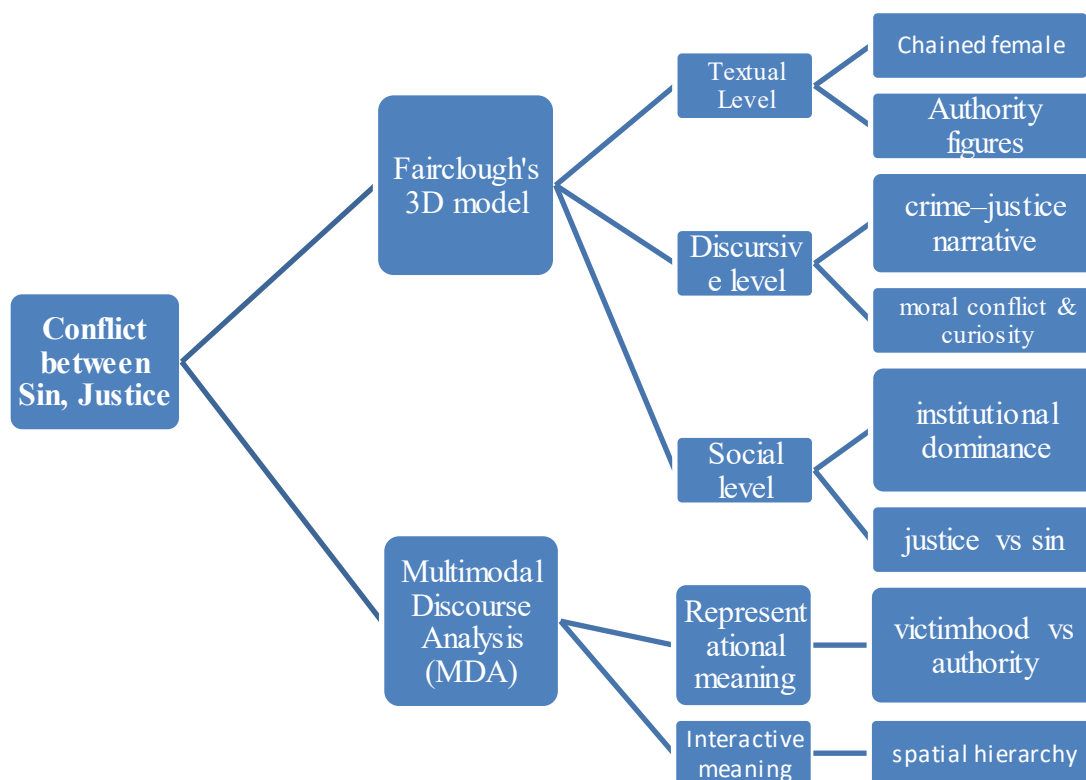 Conflict
between
Sin, Justice
Fairclough's
3D model
Textual
Level
Chained female
Authority
figures
Discursiv
e level
crime–justice
narrative
moral conflict &
curiosity
Social
level
institutional
dominance
justice vs sin
Multimodal
Discourse
Analysis
(MDA)
Represent
ational
meaning
victimhood vs
authority
Interactive
meaning
spatial hierarchy